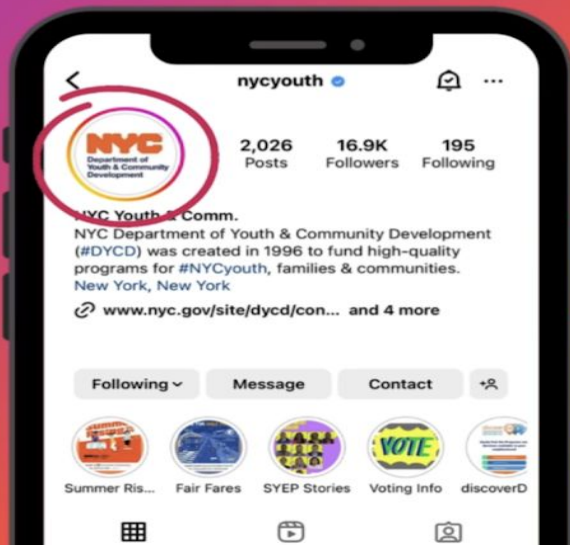 nycyouth
NYC
Department of
Youth & Community
Development
2,026 16.9K 195
Posts Followers Following
NYC Youth & Comm.
NYC Department of Youth & Community Development
(#DYCD) was created in 1996 to fund high-quality
programs for #NYCyouth, families & communities.
New York, New York
www.nyc.gov/site/dycd/con... and 4 more
Following Message Contact
VOTE
Summer Ris... Fair Fares SYEP Stories Voting Info discoverD